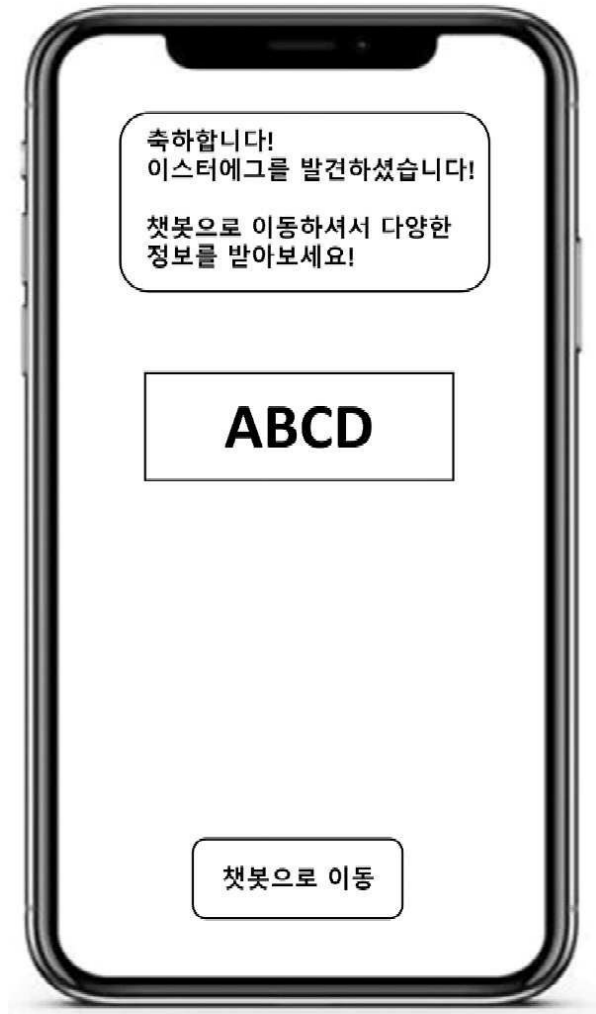 축하합니다!
이스터에그를 발견하셨습니다!
챗봇으로 이동하셔서 다양한
정보를 받아보세요!
ABCD
챗봇으로 이동